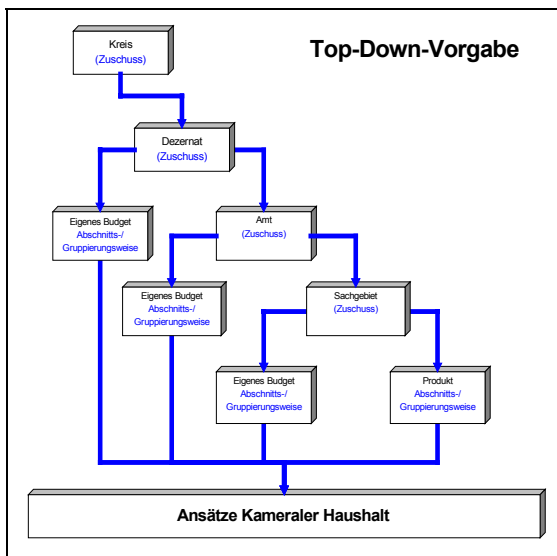 Top-Down-Vorgabe
Kreis
(Zuschuss)
Dezernat
(Zuschuss)
Eigenes Budget
Abschnitts-/
Gruppierungsweise
Amt
(Zuschuss)
Eigenes Budget
Abschnitts-/
Gruppierungsweise
Sachgebiet
(Zuschuss)
Eigenes Budget
Abschnitts-/
Gruppierungsweise
Produkt
Abschnitts-/
Gruppierungsweise
Ansätze Kameraler Haushalt